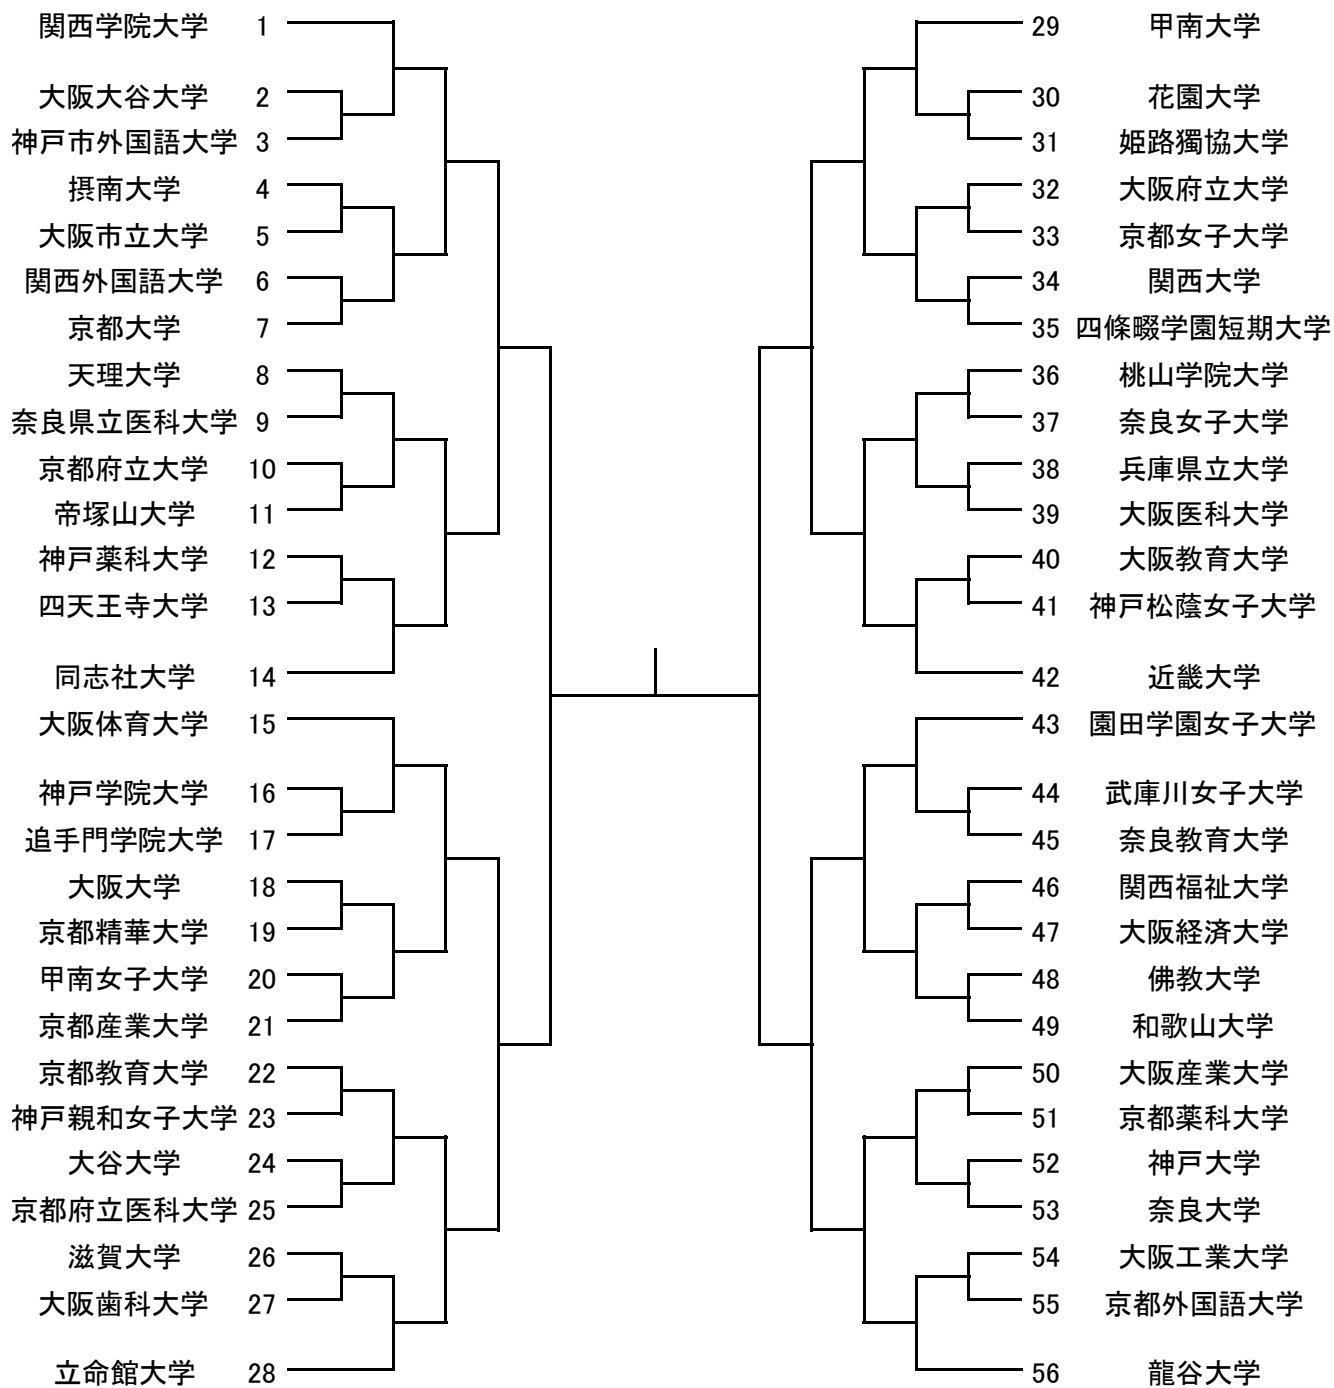 関西学院大学 1
大阪大谷大学 2
神戸市外国語大学 3
摂南大学 4
大阪市立大学 5
関西外国語大学 6
京都大学 7
天理大学 8
奈良県立医科大学 9
京都府立大学 10
帝塚山大学 11
神戸薬科大学 12
四天王寺大学 13
同志社大学 14
大阪体育大学 15
神戸学院大学 16
追手門学院大学 17
大阪大学 18
京都精華大学 19
甲南女子大学 20
京都産業大学 21
京都教育大学 22
神戸親和女子大学 23
大谷大学 24
京都府立医科大学 25
滋賀大学 26
大阪歯科大学 27
立命館大学 28
29 甲南大学
30 花園大学
31 姫路獨協大学
32 大阪府立大学
33 京都女子大学
34 関西大学
35 四條畷学園短期大学
36 桃山学院大学
37 奈良女子大学
38 兵庫県立大学
39 大阪医科大学
40 大阪教育大学
41 神戸松蔭女子大学
42 近畿大学
43 園田学園女子大学
44 武庫川女子大学
45 奈良教育大学
46 関西福祉大学
47 大阪経済大学
48 佛教大学
49 和歌山大学
50 大阪産業大学
51 京都薬科大学
52 神戸大学
53 奈良大学
54 大阪工業大学
55 京都外国語大学
56 龍谷大学